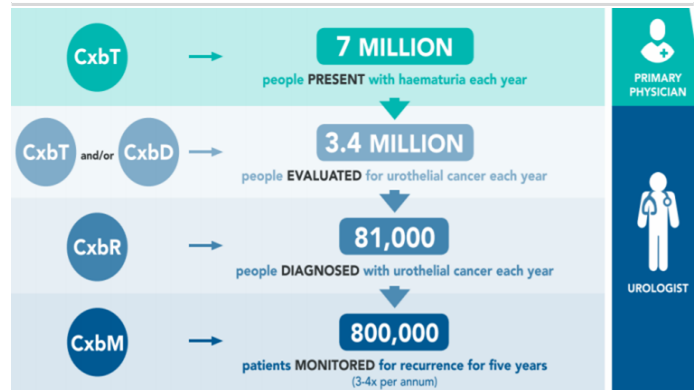 CxbT
7 MILLION
people PRESENT with haematuria each year
PRIMARY
PHYSICIAN
CxbT and/or CxbD
3.4 MILLION
people EVALUATED for urothelial cancer each year
CxbR
81,000
people DIAGNOSED with urothelial cancer each year
UROLOGIST
CxbM
800,000
patients MONITORED for recurrence for five years
(3-4x per annum)